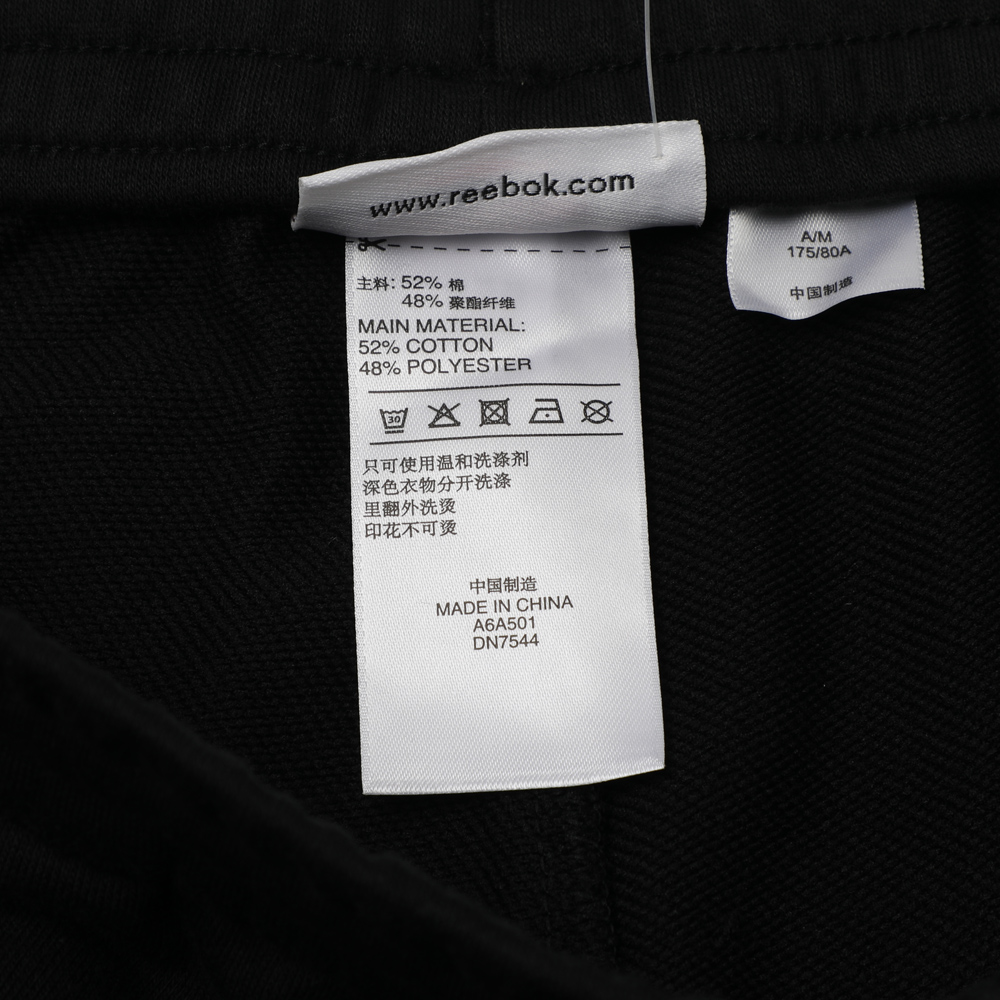 www.reebok.com
A/M
175/80A
中国制造
主料: 52% 棉
48% 聚酯纤维
MAIN MATERIAL:
52% COTTON
48% POLYESTER
30
只可使用温和洗涤剂
深色衣物分开洗涤
里翻外洗烫
印花不可烫
中国制造
MADE IN CHINA
A6A501
DN7544